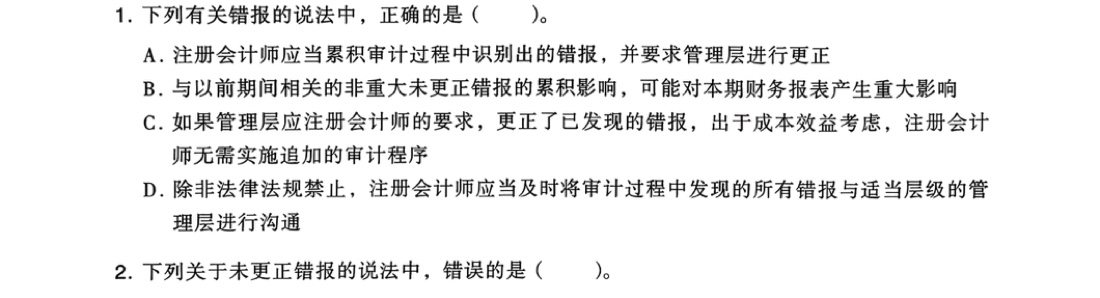 1. 下列有关错报的说法中，正确的是（　　）。
A. 注册会计师应当累积审计过程中识别出的错报，并要求管理层进行更正
B. 与以前期间相关的非重大未更正错报的累积影响，可能对本期财务报表产生重大影响
C. 如果管理层应注册会计师的要求，更正了已发现的错报，出于成本效益考虑，注册会计
师无需实施追加的审计程序
D. 除非法律法规禁止，注册会计师应当及时将审计过程中发现的所有错报与适当层级的管
理层进行沟通
2. 下列关于未更正错报的说法中，错误的是（　　）。